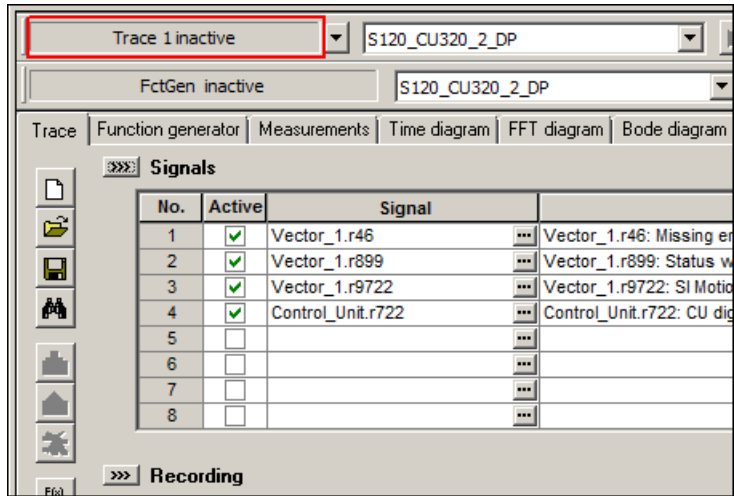 Trace 1 inactive S120_CU320_2_DP
FctGen inactive S120_CU320_2_DP
Trace Function generator Measurements Time diagram FFT diagram Bode diagram
Signals
No. Active Signal
1 Vector_1.r46 ... Vector_1.r46: Missing en
2 Vector_1.r899 ... Vector_1.r899: Status w
3 Vector_1.r9722 ... Vector_1.r9722: SI Motio
4 Control_Unit.r722 ... Control_Unit.r722: CU dig
5 ...
6 ...
7 ...
8 ...
Recording